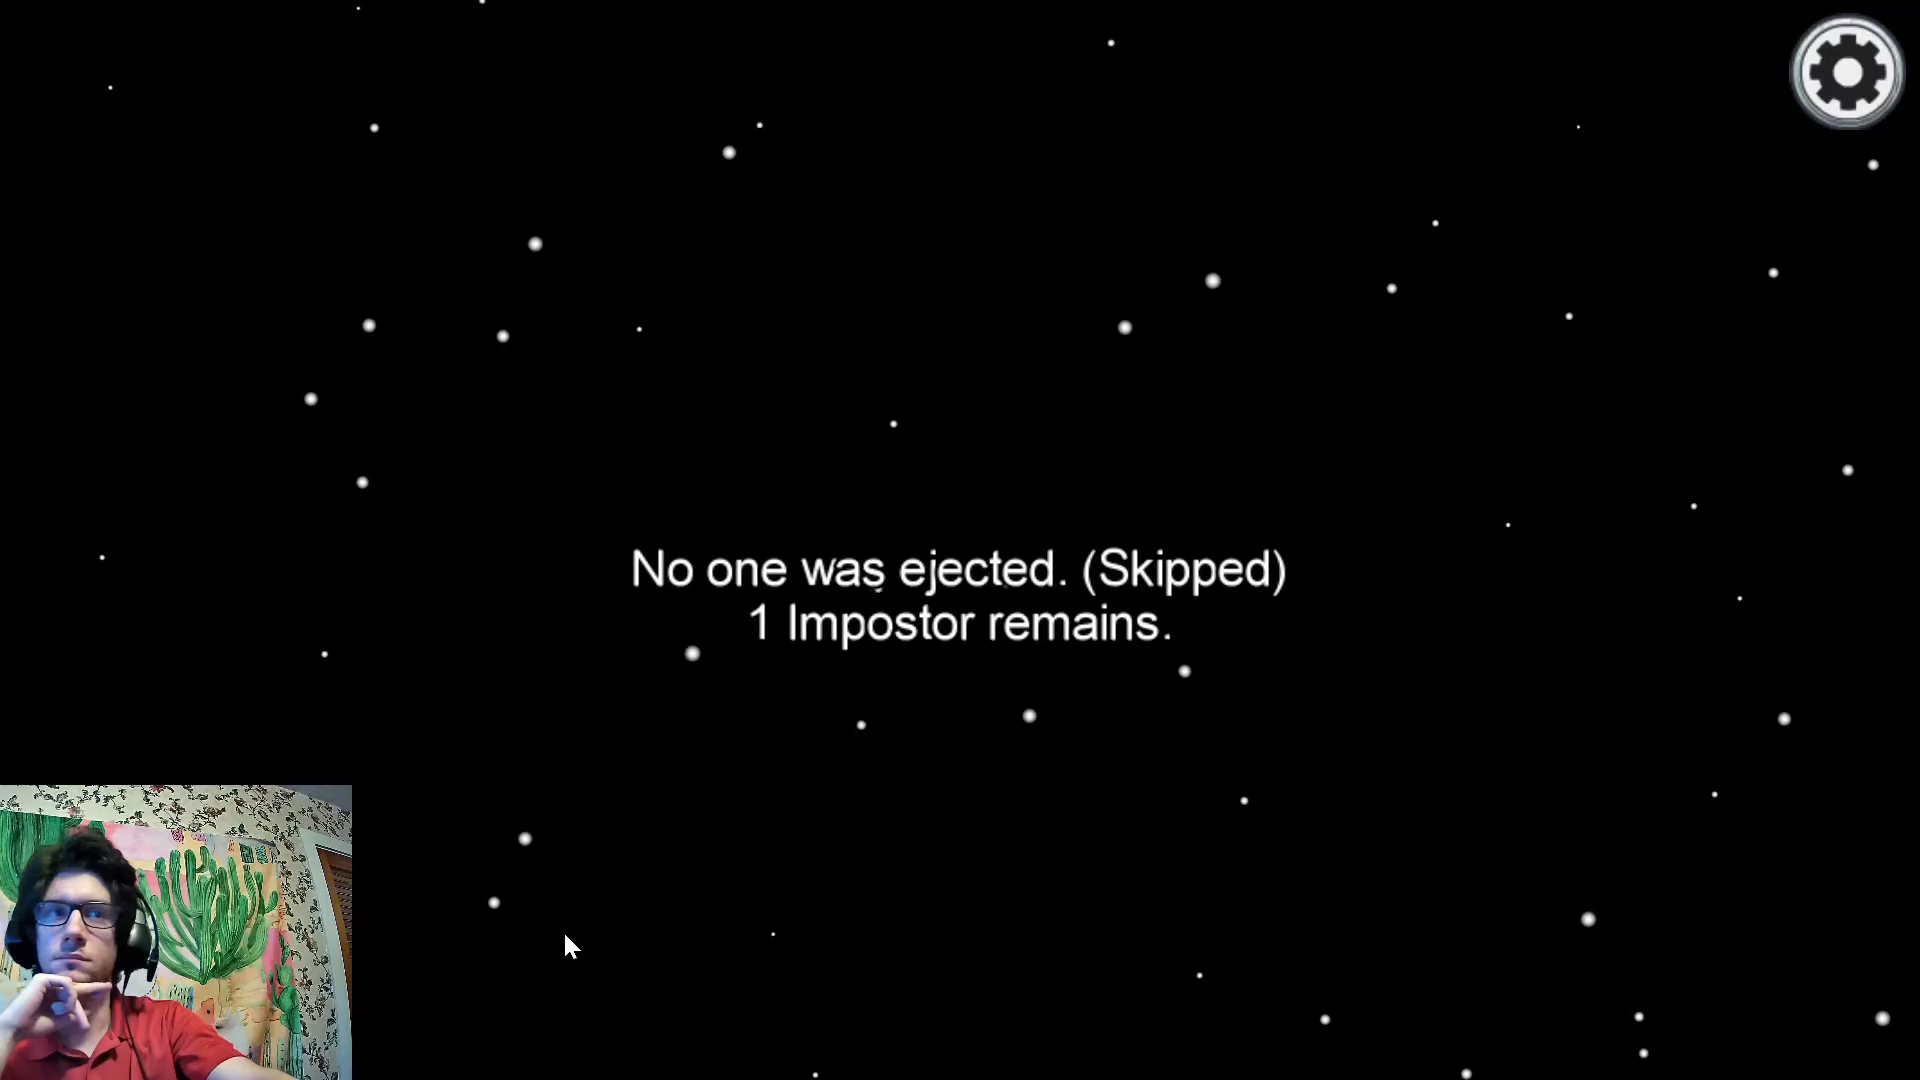 No one was ejected. (Skipped)
1 Impostor remains.